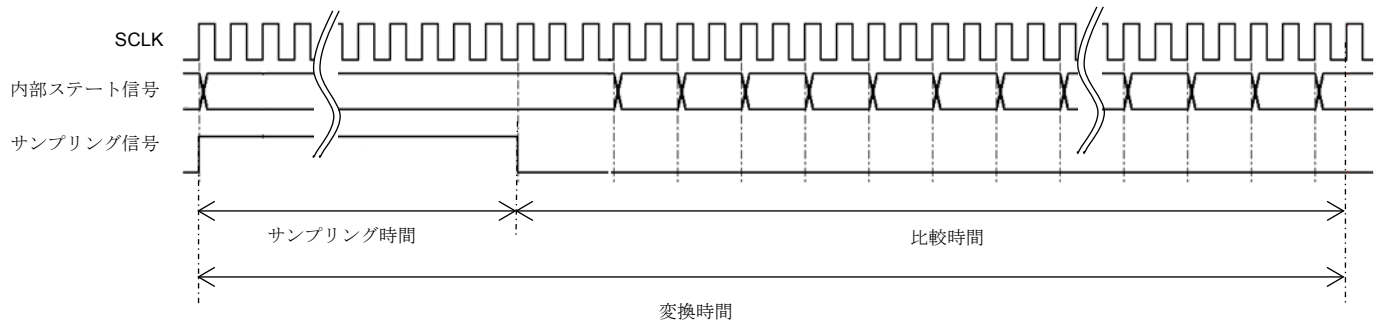 SCLK
内部ステート信号
サンプリング信号
サンプリング時間
比較時間
変換時間